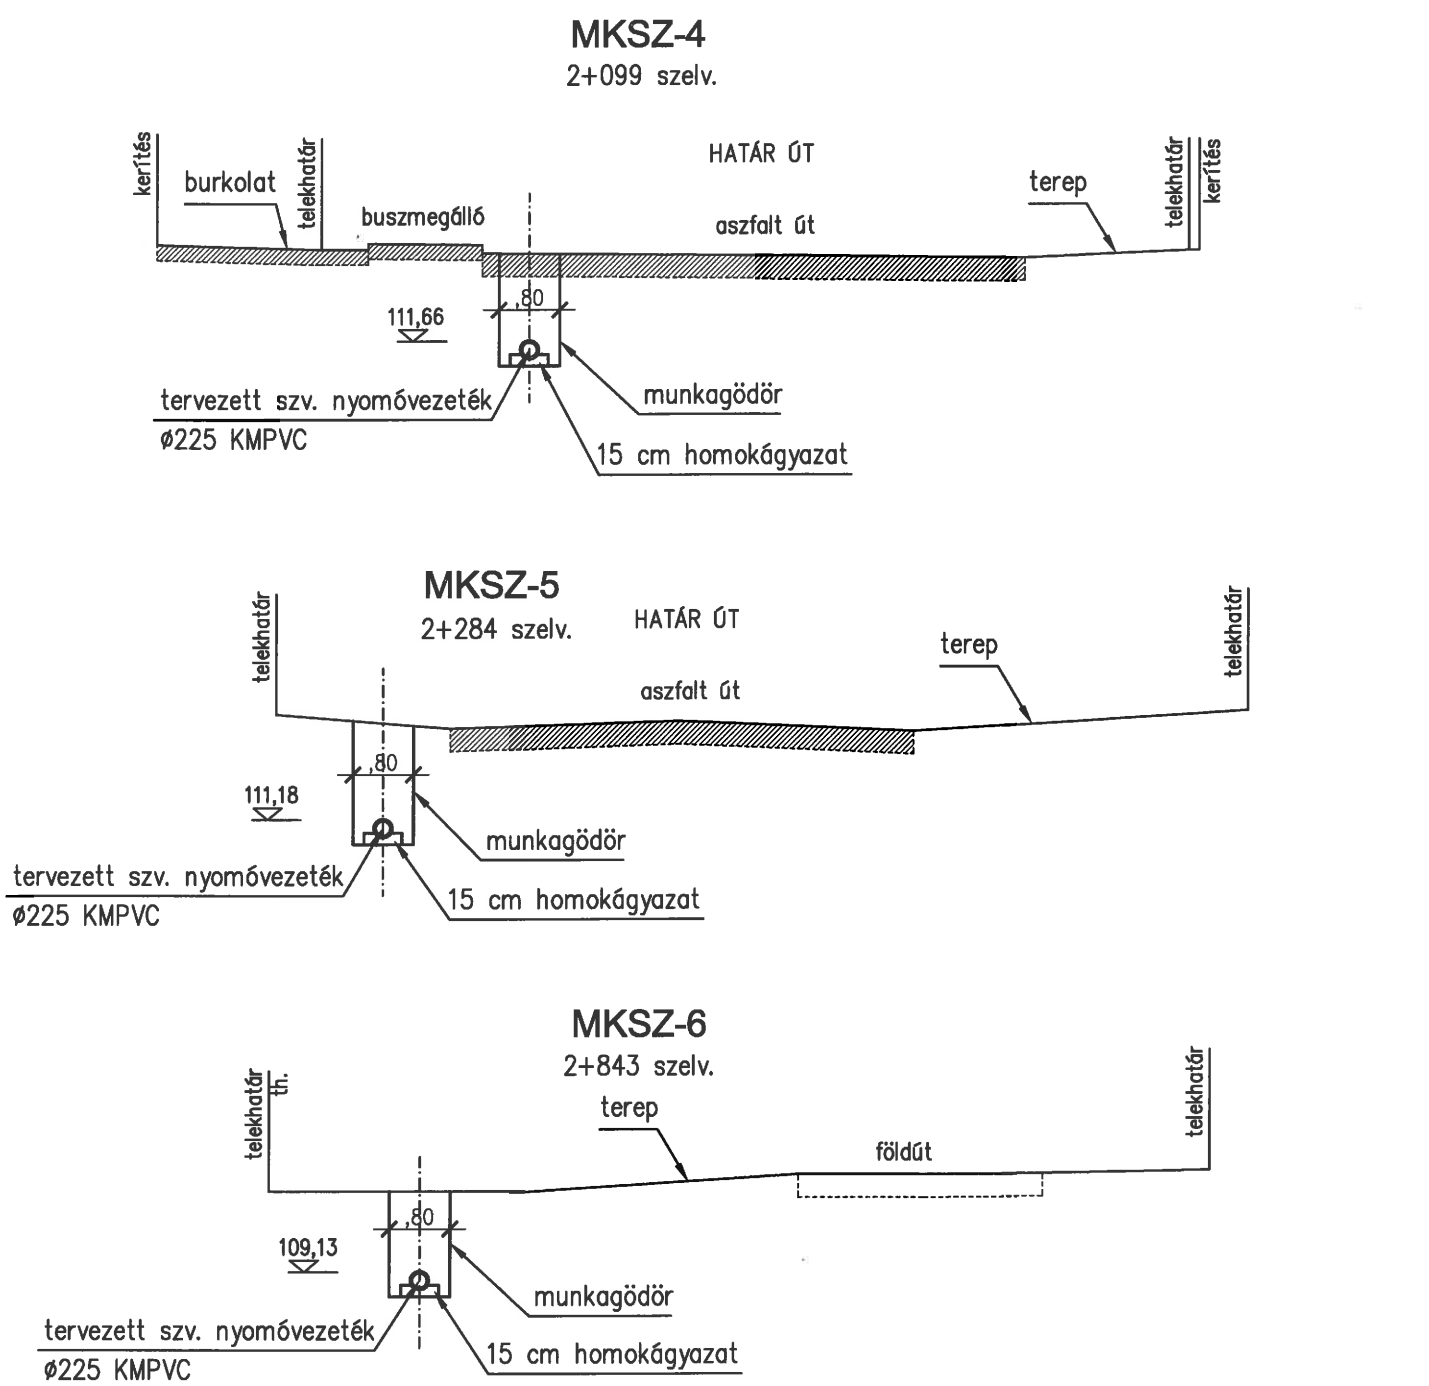 MKSZ-4
2+099 szelv.
kerítés
burkolat
telekhatár
buszmegálló
HATÁR ÚT
aszfalt út
terep
telekhatár
kerítés
,80
111,66
tervezett szv. nyomóvezeték
ø225 KMPVC
munkagödör
15 cm homokágyazat
MKSZ-5
2+284 szelv.
HATÁR ÚT
telekhatár
aszfalt út
terep
telekhatár
,80
111,18
munkagödör
tervezett szv. nyomóvezeték
ø225 KMPVC
15 cm homokágyazat
MKSZ-6
2+843 szelv.
telekhatár
th.
terep
földút
telekhatár
,80
109,13
munkagödör
tervezett szv. nyomóvezeték
ø225 KMPVC
15 cm homokágyazat